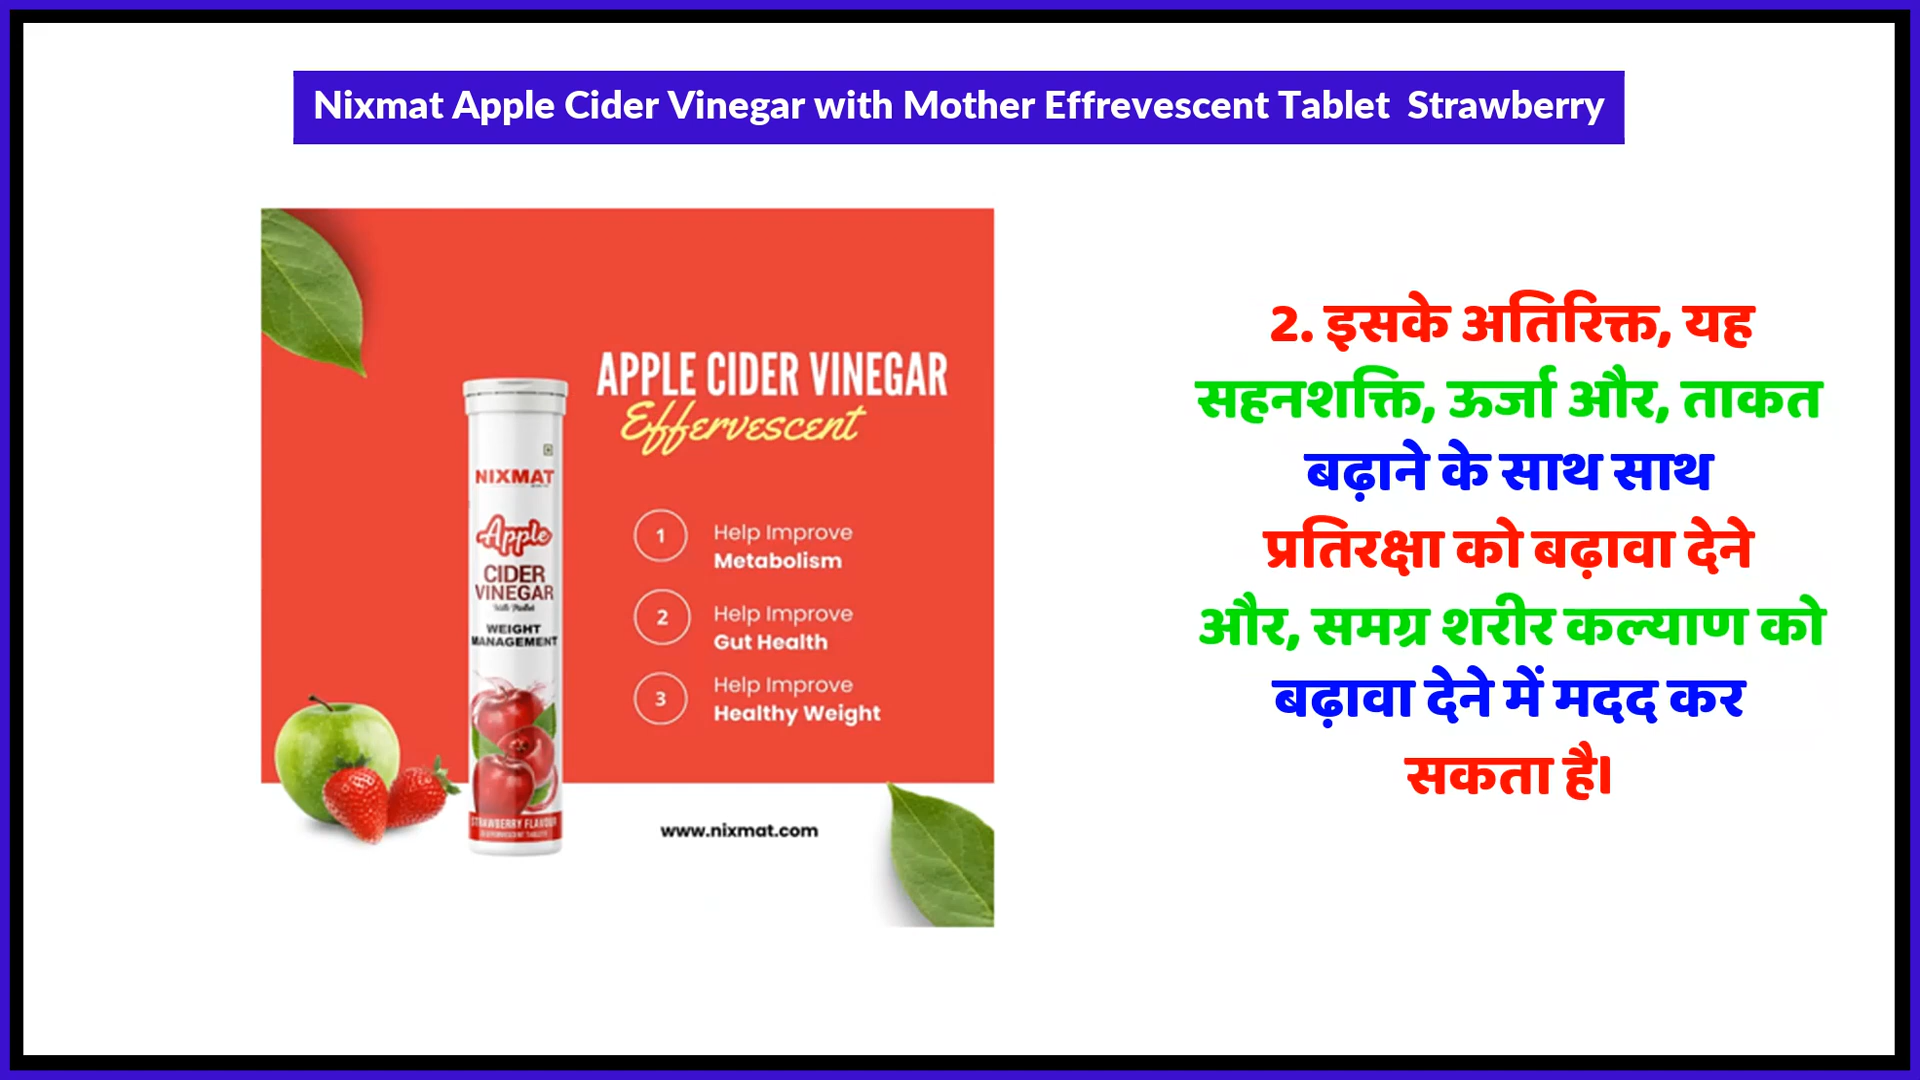 Nixmat Apple Cider Vinegar with Mother Effrevescent Tablet Strawberry
APPLE CIDER VINEGAR
Effervescent
1 Help Improve
Metabolism
2 Help Improve
Gut Health
3 Help Improve
Healthy Weight
NIXMAT
Apple
CIDER
VINEGAR
WEIGHT
MANAGEMENT
STRAWBERRY FLAVOUR
www.nixmat.com
2. इसके अतिरिक्त, यह
सहनशक्ति, ऊर्जा और, ताकत
बढ़ाने के साथ साथ
प्रतिरक्षा को बढ़ावा देने
और, समग्र शरीर कल्याण को
बढ़ावा देने में मदद कर
सकता है।